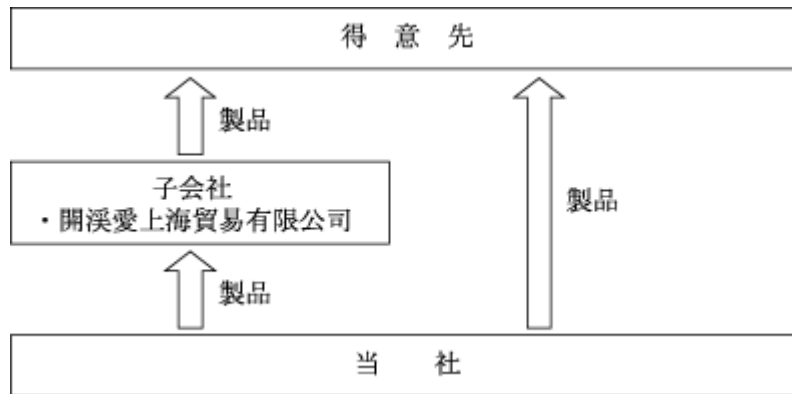 得 意 先
製品
子会社
・開渓愛上海貿易有限公司
製品
製品
当 社